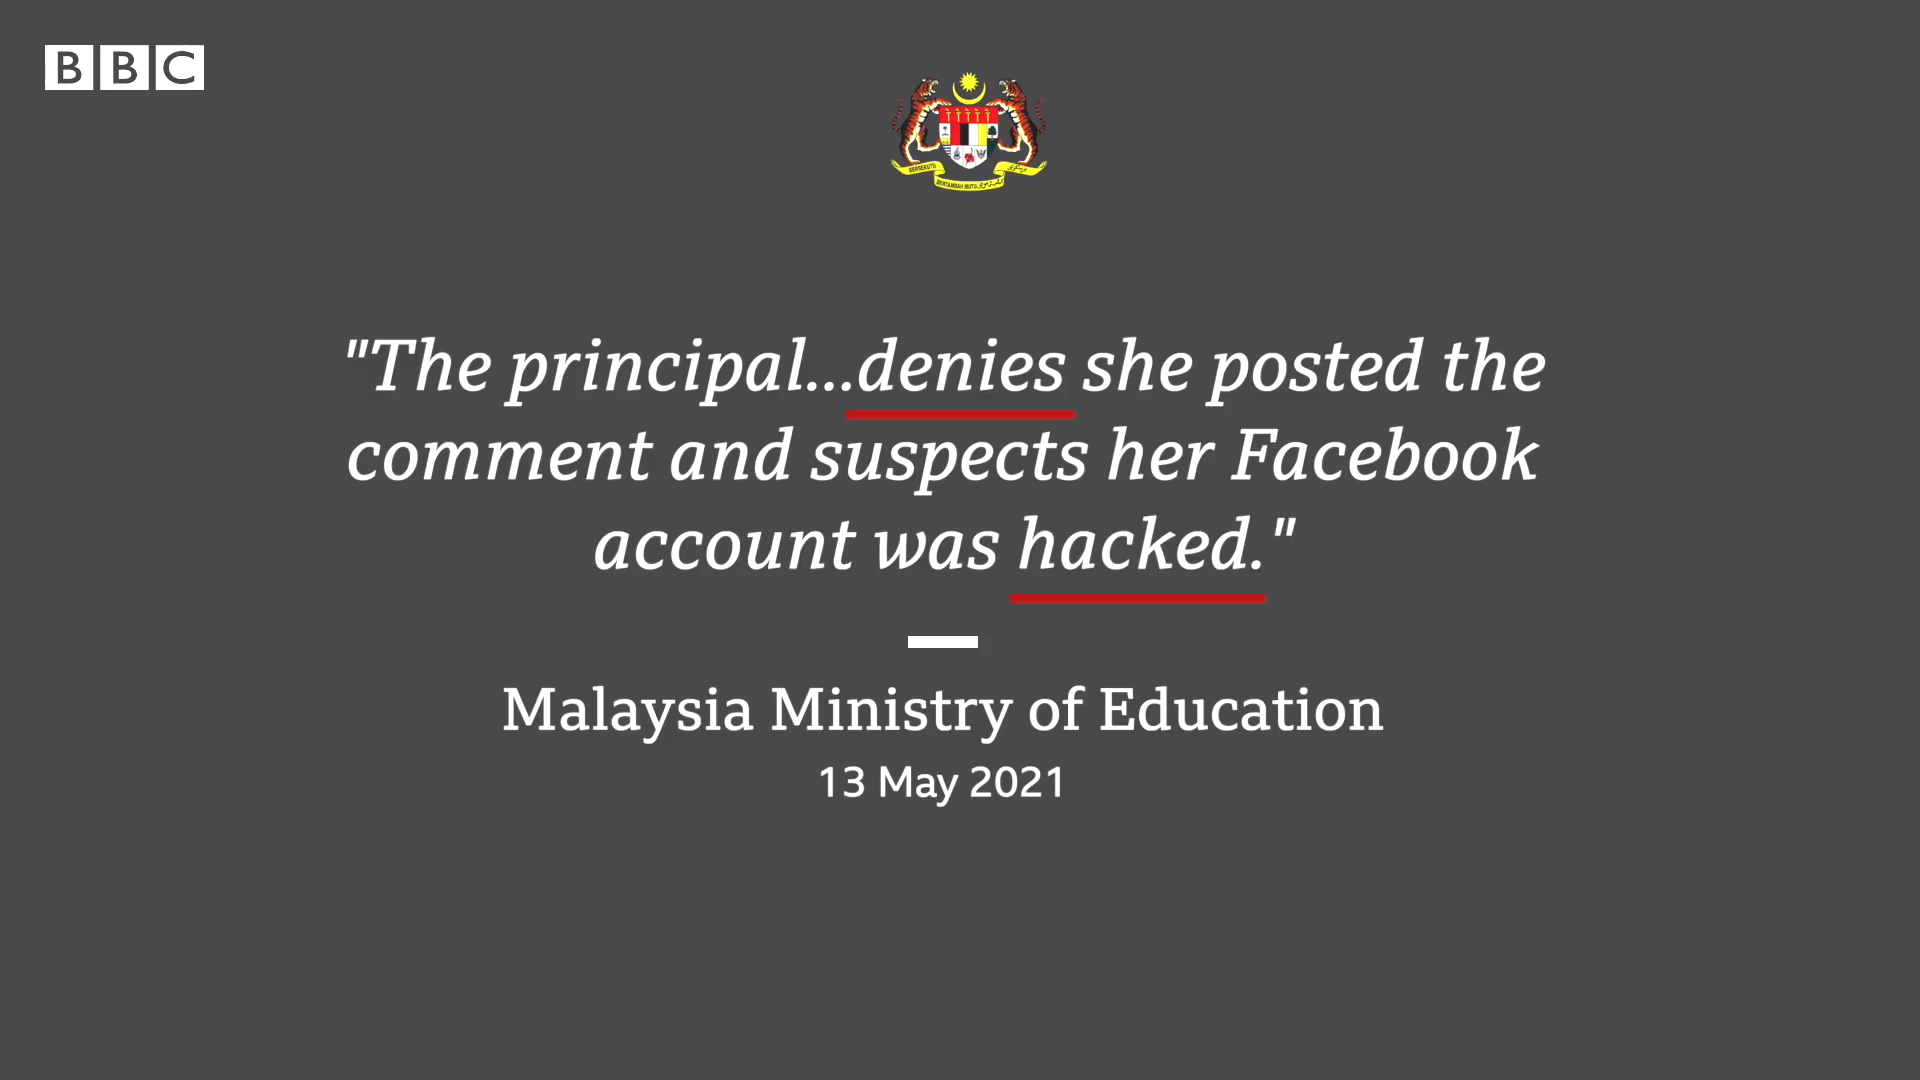 BBC
"The principal...denies she posted the
comment and suspects her Facebook
account was hacked."
Malaysia Ministry of Education
13 May 2021